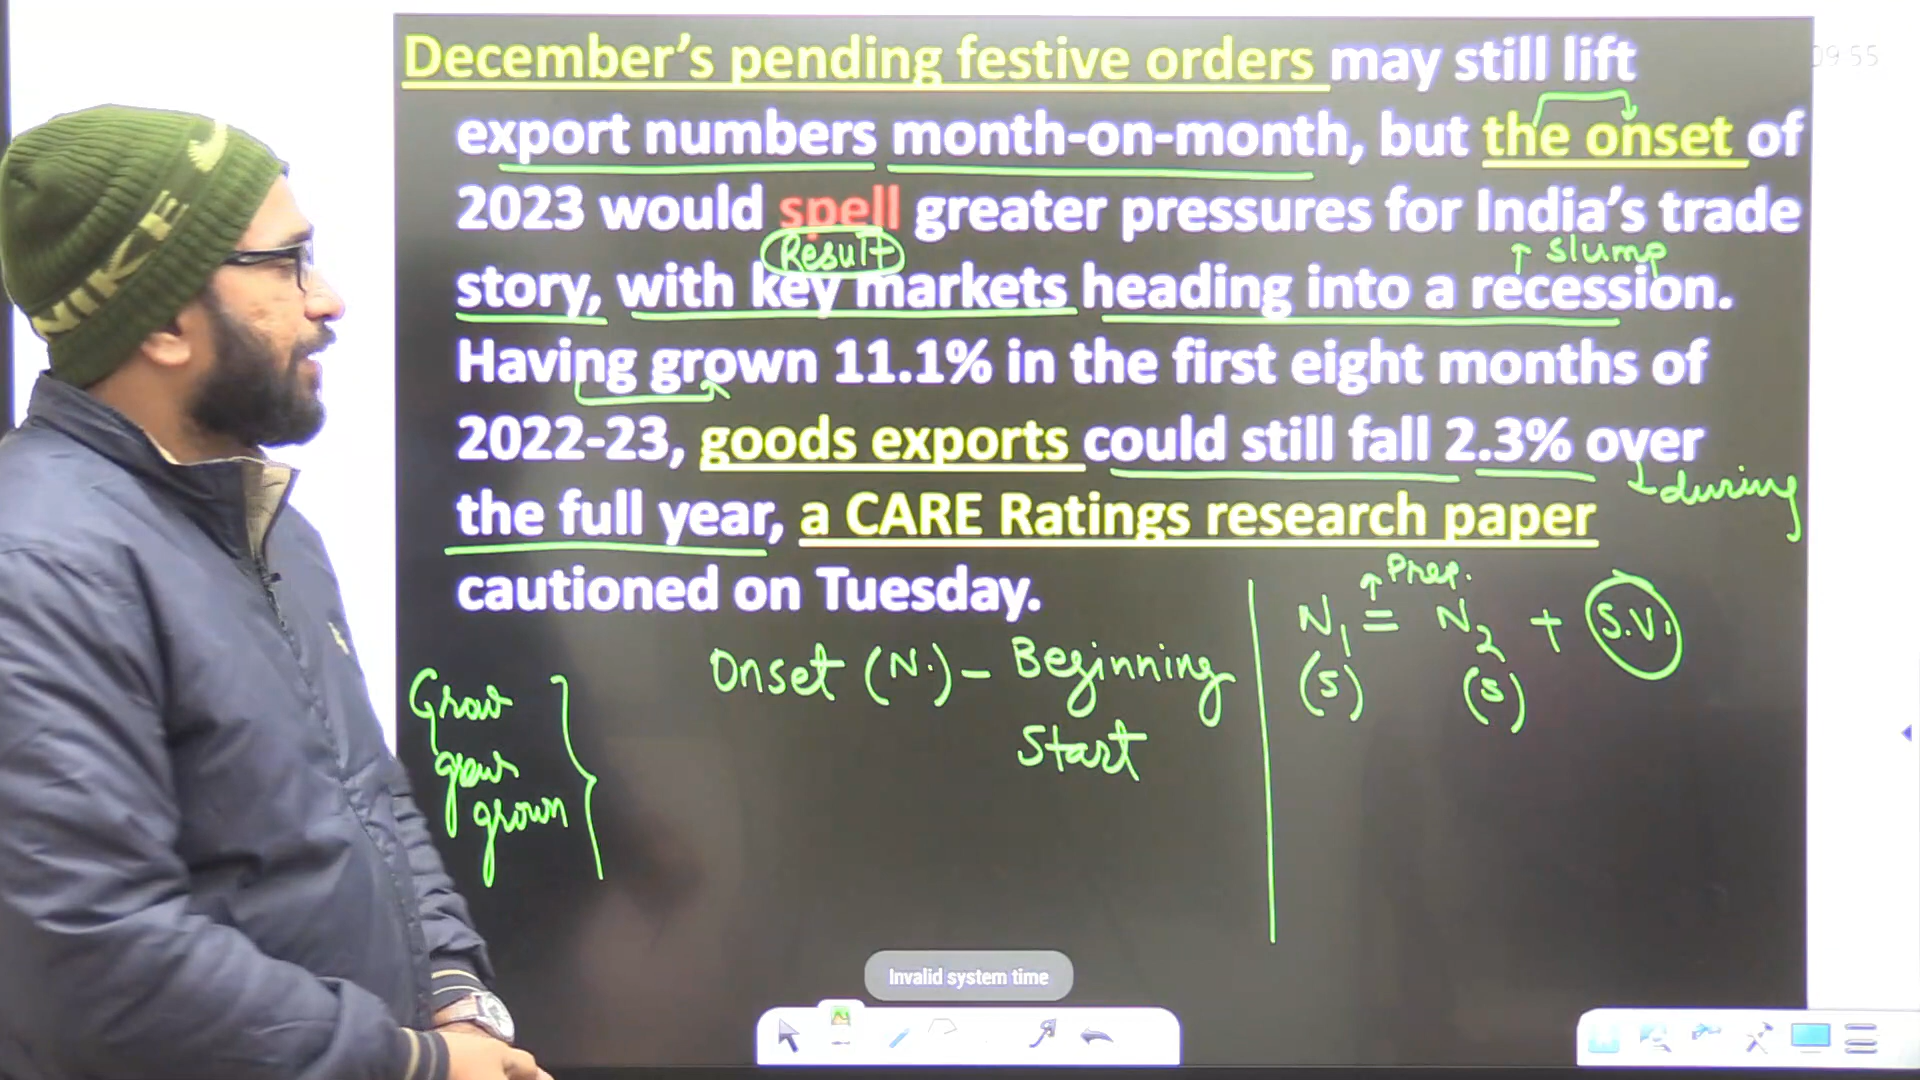 December's pending festive orders may still lift
09 55
export numbers month-on-month, but the onset of
2023 would spell greater pressures for India's trade
Result
↑ slump
story, with key markets heading into a recession.
Having grown 11.1% in the first eight months of
2022-23, goods exports could still fall 2.3% over
during
the full year, a CARE Ratings research paper
cautioned on Tuesday.
Prep.
N1 = N2 + S.V.
(S) (S)
Onset (N.) – Beginning
Start
Grow
grew
grown
NIKE
Invalid system time